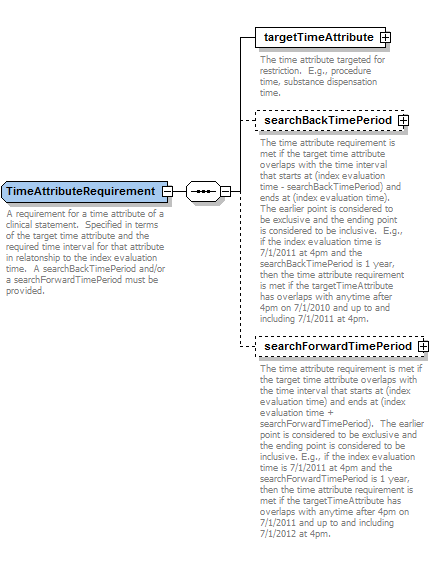 targetTimeAttribute
The time attribute targeted for
restriction.  E.g., procedure
time, substance dispensation
time.
searchBackTimePeriod
The time attribute requirement is
met if the target time attribute
overlaps with the time interval
that starts at (index evaluation
time - searchBackTimePeriod) and
ends at (index evaluation time).
The earlier point is considered to
be exclusive and the ending point
is considered to be inclusive.  E.g.,
if the index evaluation time is
7/1/2011 at 4pm and the
searchBackTimePeriod is 1 year,
then the time attribute requirement
is met if the targetTimeAttribute
has overlaps with anytime after
4pm on 7/1/2010 and up to and
including 7/1/2011 at 4pm.
TimeAttributeRequirement
A requirement for a time attribute of a
clinical statement.  Specified in terms
of the target time attribute and the
required time interval for that attribute
in relatonship to the index evaluation
time.  A searchBackTimePeriod and/or
a searchForwardTimePeriod must be
provided.
searchForwardTimePeriod
The time attribute requirement is met if
the target time attribute overlaps with
the time interval that starts at (index
evaluation time) and ends at (index
evaluation time +
searchForwardTimePeriod).  The earlier
point is considered to be exclusive and
the ending point is considered to be
inclusive. E.g., if the index evaluation
time is 7/1/2011 at 4pm and the
searchForwardTimePeriod is 1 year,
then the time attribute requirement is
met if the targetTimeAttribute has
overlaps with anytime after 4pm on
7/1/2011 and up to and including
7/1/2012 at 4pm.